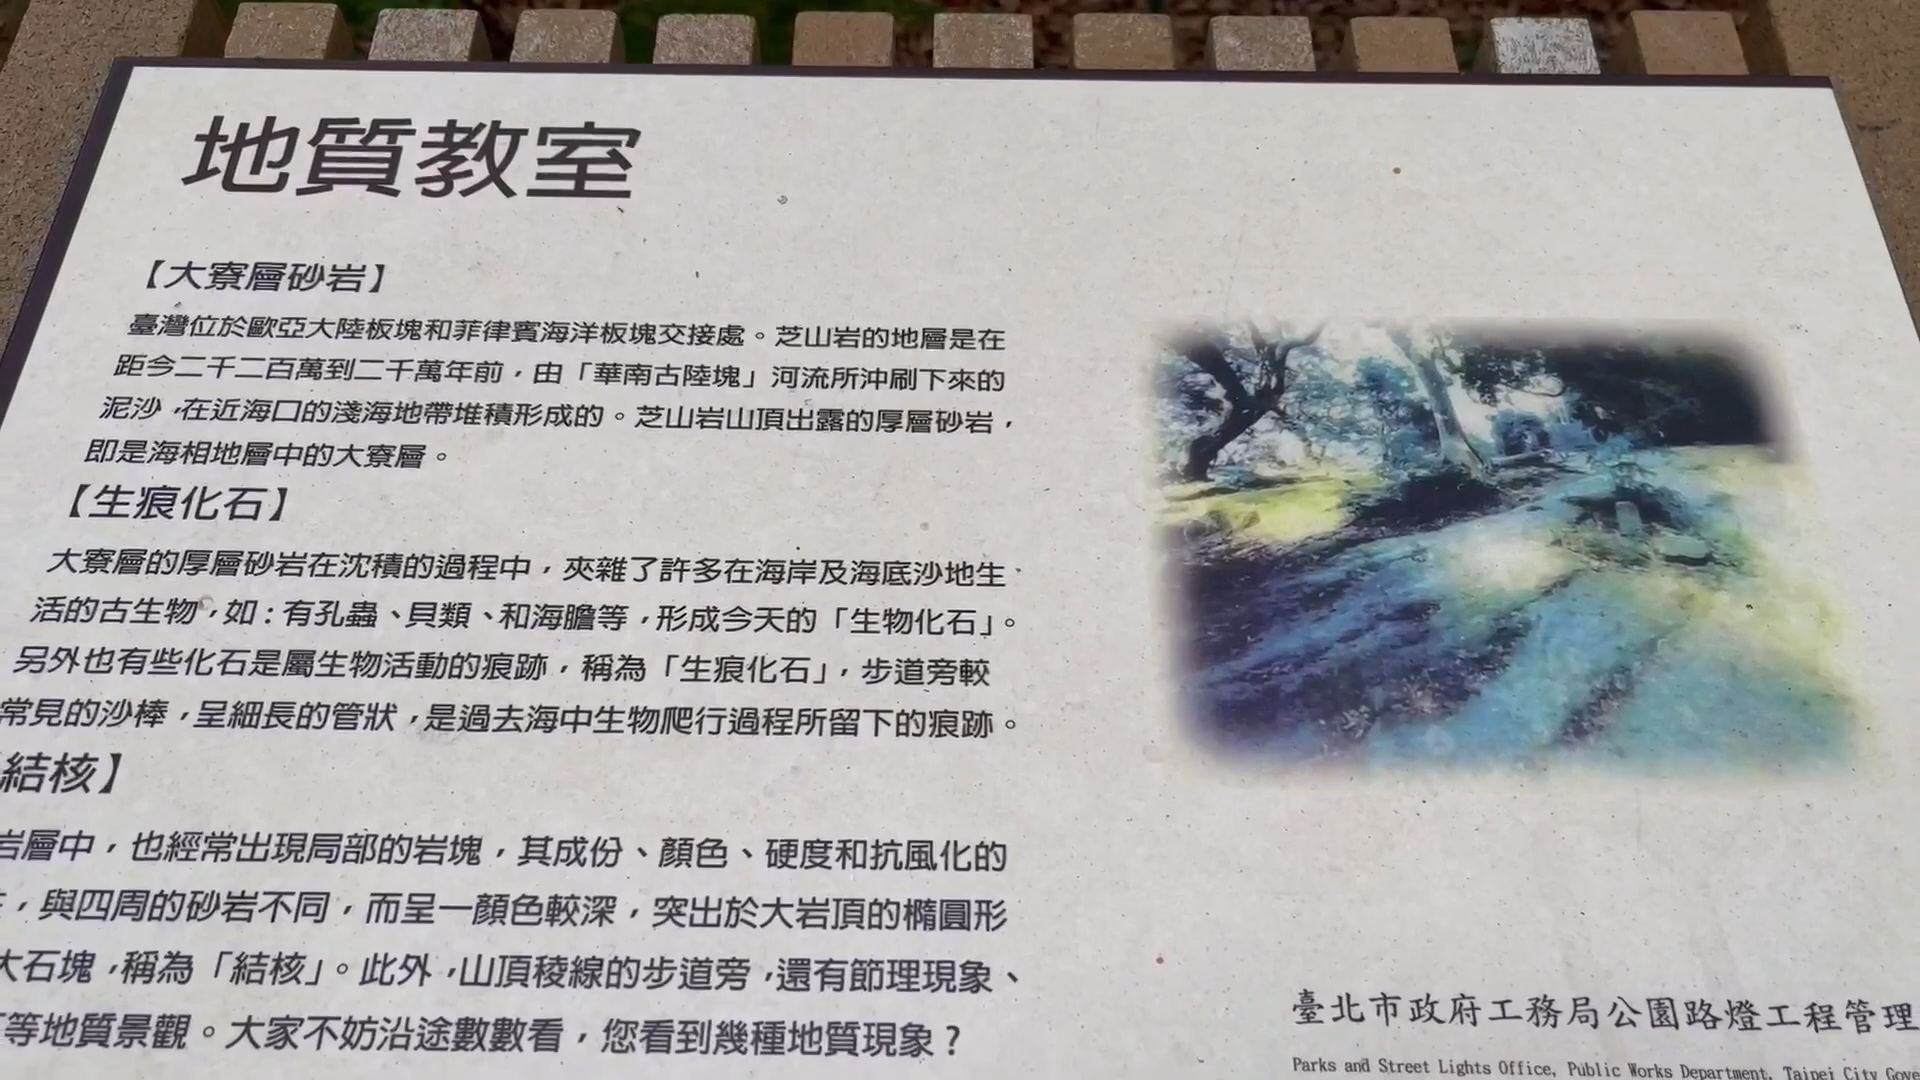 地質教室
【大寮層砂岩】
臺灣位於歐亞大陸板塊和菲律賓海洋板塊交接處。芝山岩的地層是在
距今二千二百萬到二千萬年前，由「華南古陸塊」河流所沖刷下來的
泥沙，在近海口的淺海地帶堆積形成的。芝山岩山頂出露的厚層砂岩，
即是海相地層中的大寮層。
【生痕化石】
大寮層的厚層砂岩在沈積的過程中，夾雜了許多在海岸及海底沙地生
活的古生物，如：有孔蟲、貝類、和海膽等，形成今天的「生物化石」。
另外也有些化石是屬生物活動的痕跡，稱為「生痕化石」，步道旁較
常見的沙棒，呈細長的管狀，是過去海中生物爬行過程所留下的痕跡。
結核】
岩層中，也經常出現局部的岩塊，其成份、顏色、硬度和抗風化的
，與四周的砂岩不同，而呈一顏色較深，突出於大岩頂的橢圓形
大石塊，稱為「結核」。此外，山頂稜線的步道旁，還有節理現象、
等地質景觀。大家不妨沿途數數看，您看到幾種地質現象？
臺北市政府工務局公園路燈工程管理
Parks and Street Lights Office, Public Works Department, Taipei City